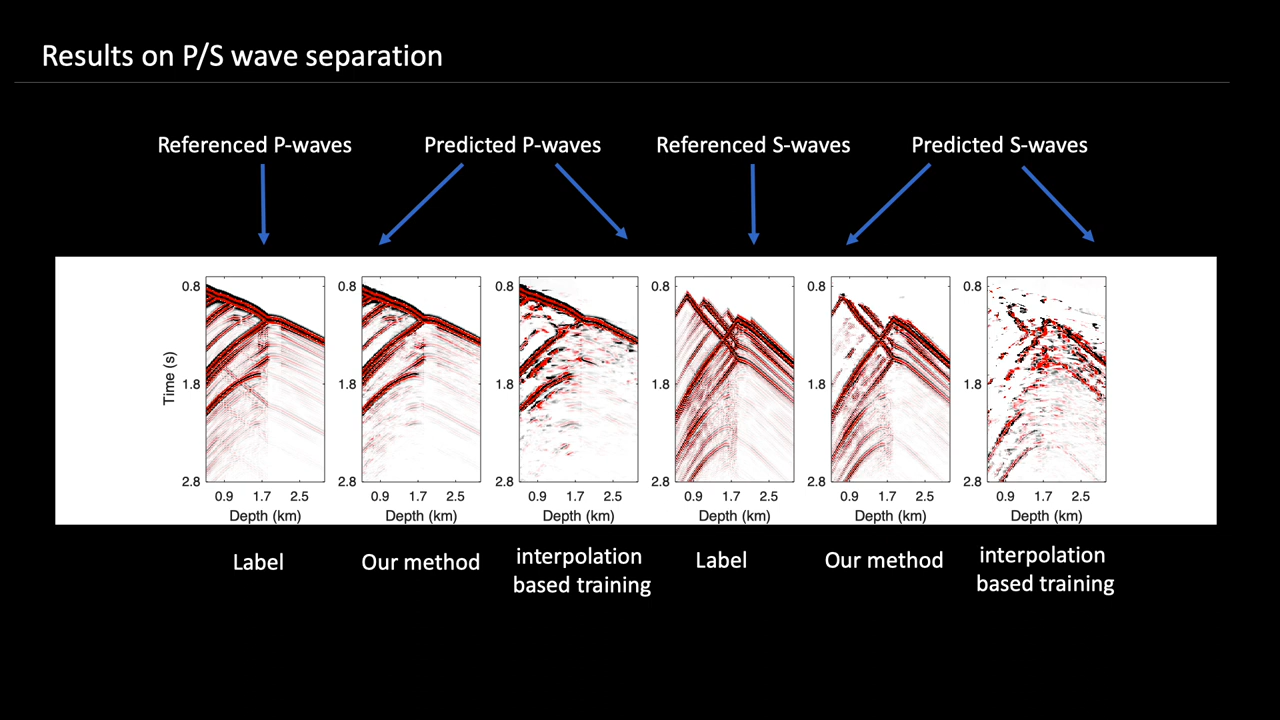 Results on P/S wave separation
Referenced P-waves
Predicted P-waves
Referenced S-waves
Predicted S-waves
Time (s)
0.8
1.8
2.8
0.9 1.7 2.5
Depth (km)
0.8
1.8
2.8
0.9 1.7 2.5
Depth (km)
0.8
1.8
2.8
0.9 1.7 2.5
Depth (km)
0.8
1.8
2.8
0.9 1.7 2.5
Depth (km)
0.8
1.8
2.8
0.9 1.7 2.5
Depth (km)
0.8
1.8
2.8
0.9 1.7 2.5
Depth (km)
Label
Our method
interpolation
based training
Label
Our method
interpolation
based training